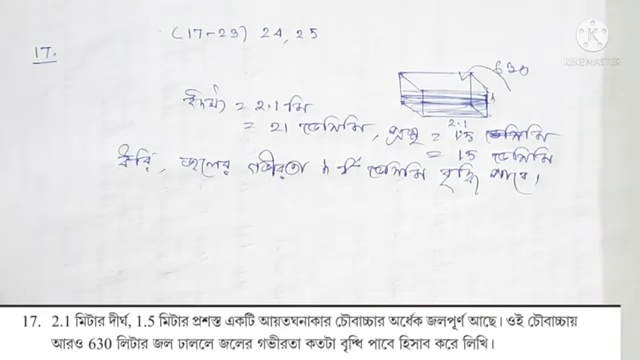 (17-23) 24, 25
17.
630
দৈর্ঘ্য = 2.1 মি
2.1
= 21 ডেসিমি, প্রস্থ = 1.5 ডেসিমি
= 15 ডেসিমি
ধরি, জলের গভীরতা h ডেসিমি বৃদ্ধি পাবে।
17. 2.1 মিটার দীর্ঘ, 1.5 মিটার প্রশস্ত একটি আয়তঘনাকার চৌবাচ্চার অর্ধেক জলপূর্ণ আছে। ওই চৌবাচ্চায়
আরও 630 লিটার জল ঢাললে জলের গভীরতা কতটা বৃদ্ধি পাবে হিসাব করে লিখি।
KINEMASTER